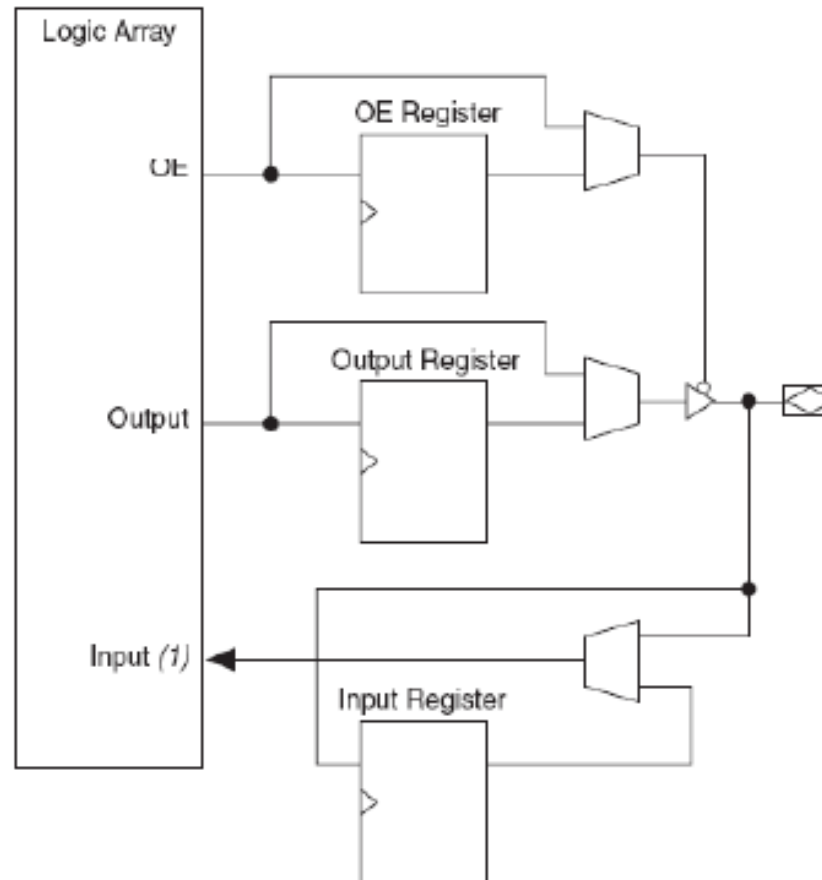 Logic Array
OE Register
OE
Output Register
Output
Input (1)
Input Register